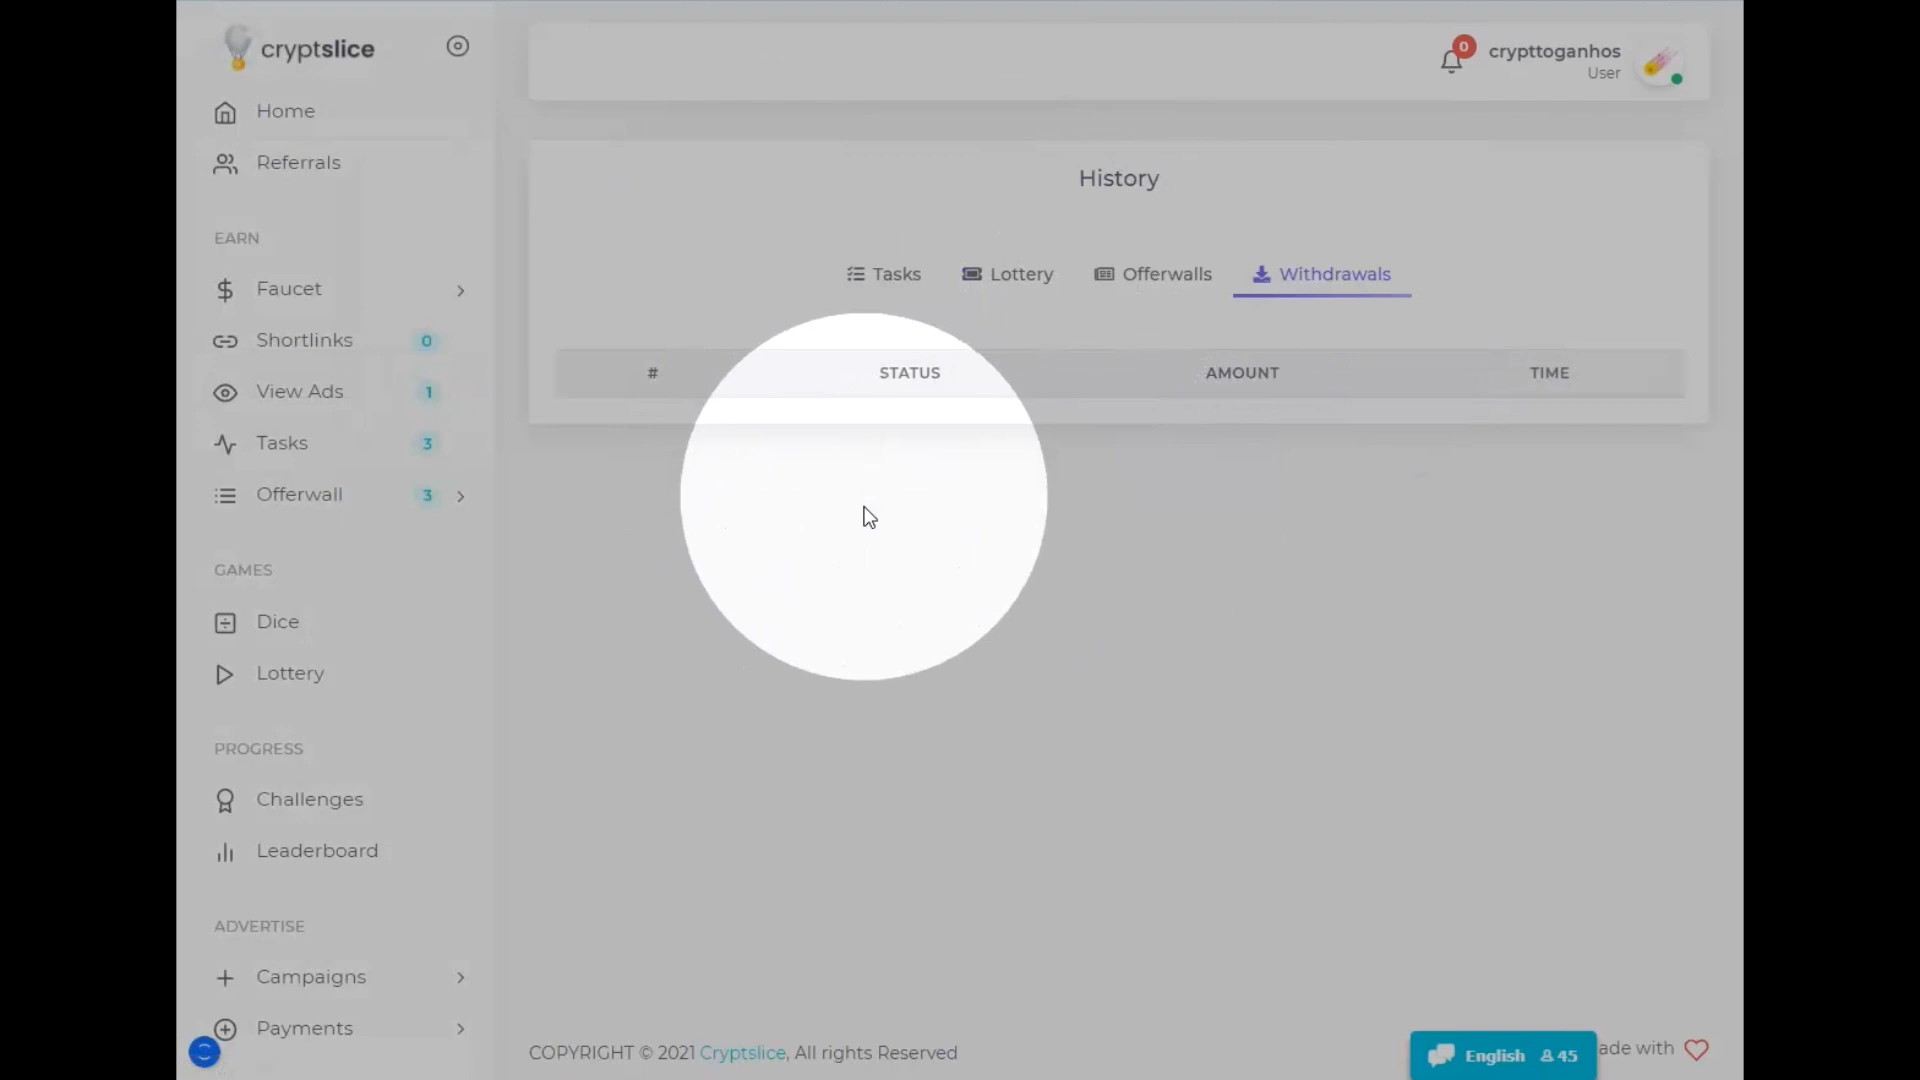 cryptslice
Home
Referrals
EARN
Faucet
Shortlinks 0
View Ads 1
Tasks 3
Offerwall 3
GAMES
Dice
Lottery
PROGRESS
Challenges
Leaderboard
ADVERTISE
Campaigns
Payments
0
crypttoganhos
User
History
Tasks Lottery Offerwalls Withdrawals
# STATUS AMOUNT TIME
COPYRIGHT © 2021 Cryptslice, All rights Reserved
English 45
ade with